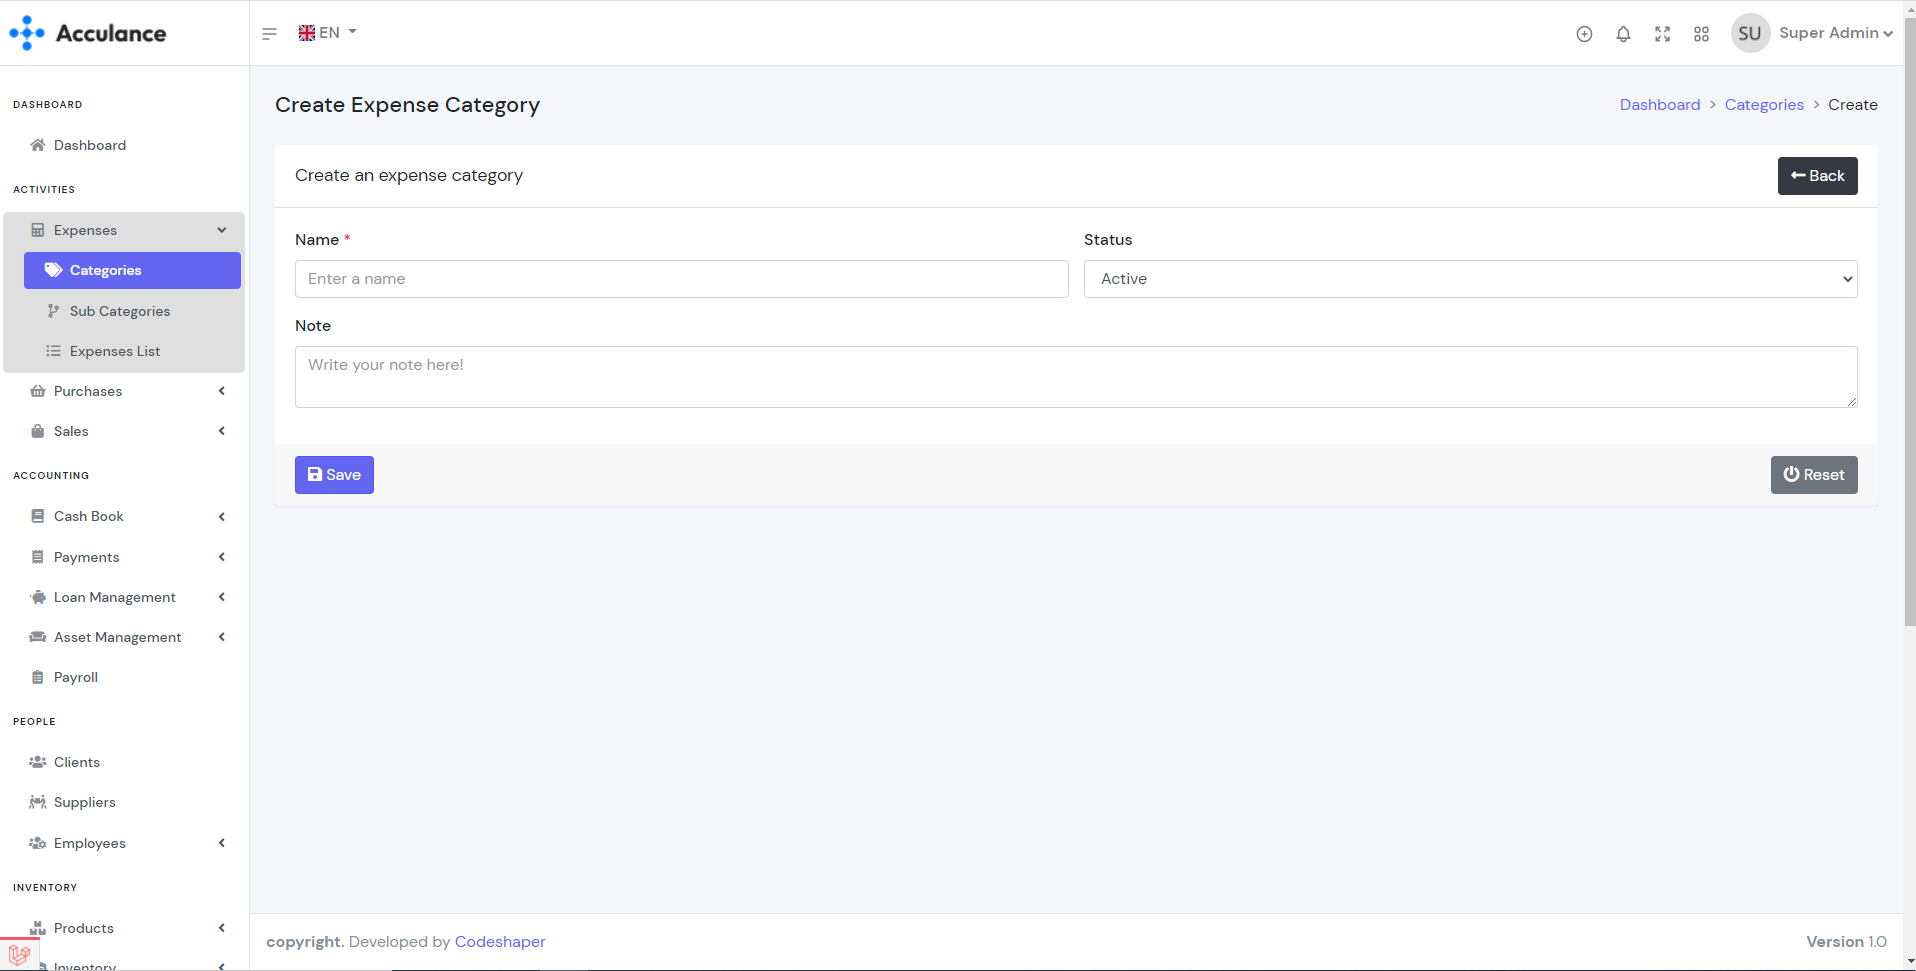 Acculance
EN
SU
Super Admin
DASHBOARD
Dashboard
ACTIVITIES
Expenses
Categories
Sub Categories
Expenses List
Purchases
Sales
ACCOUNTING
Cash Book
Payments
Loan Management
Asset Management
Payroll
PEOPLE
Clients
Suppliers
Employees
INVENTORY
Products
Inventory
Create Expense Category
Dashboard > Categories > Create
Create an expense category
Back
Name *
Status
Enter a name
Active
Note
Write your note here!
Save
Reset
copyright. Developed by Codeshaper
Version 1.0